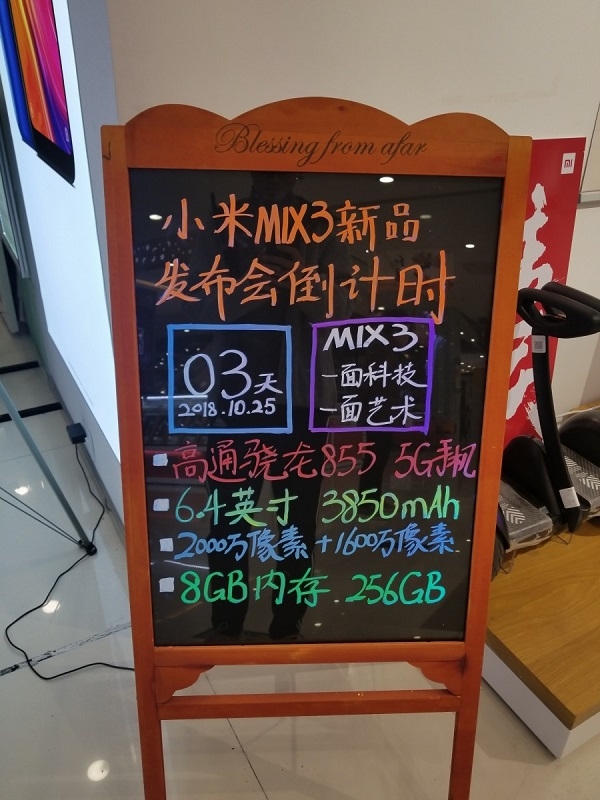 Blessing from afar
小米MIX3新品
发布会倒计时
03天
2018.10.25
MIX3
一面科技
一面艺术
高通骁龙855 5G手机
6.4英寸 3850mAh
2000万像素+1600万像素
8GB内存 256GB
mi